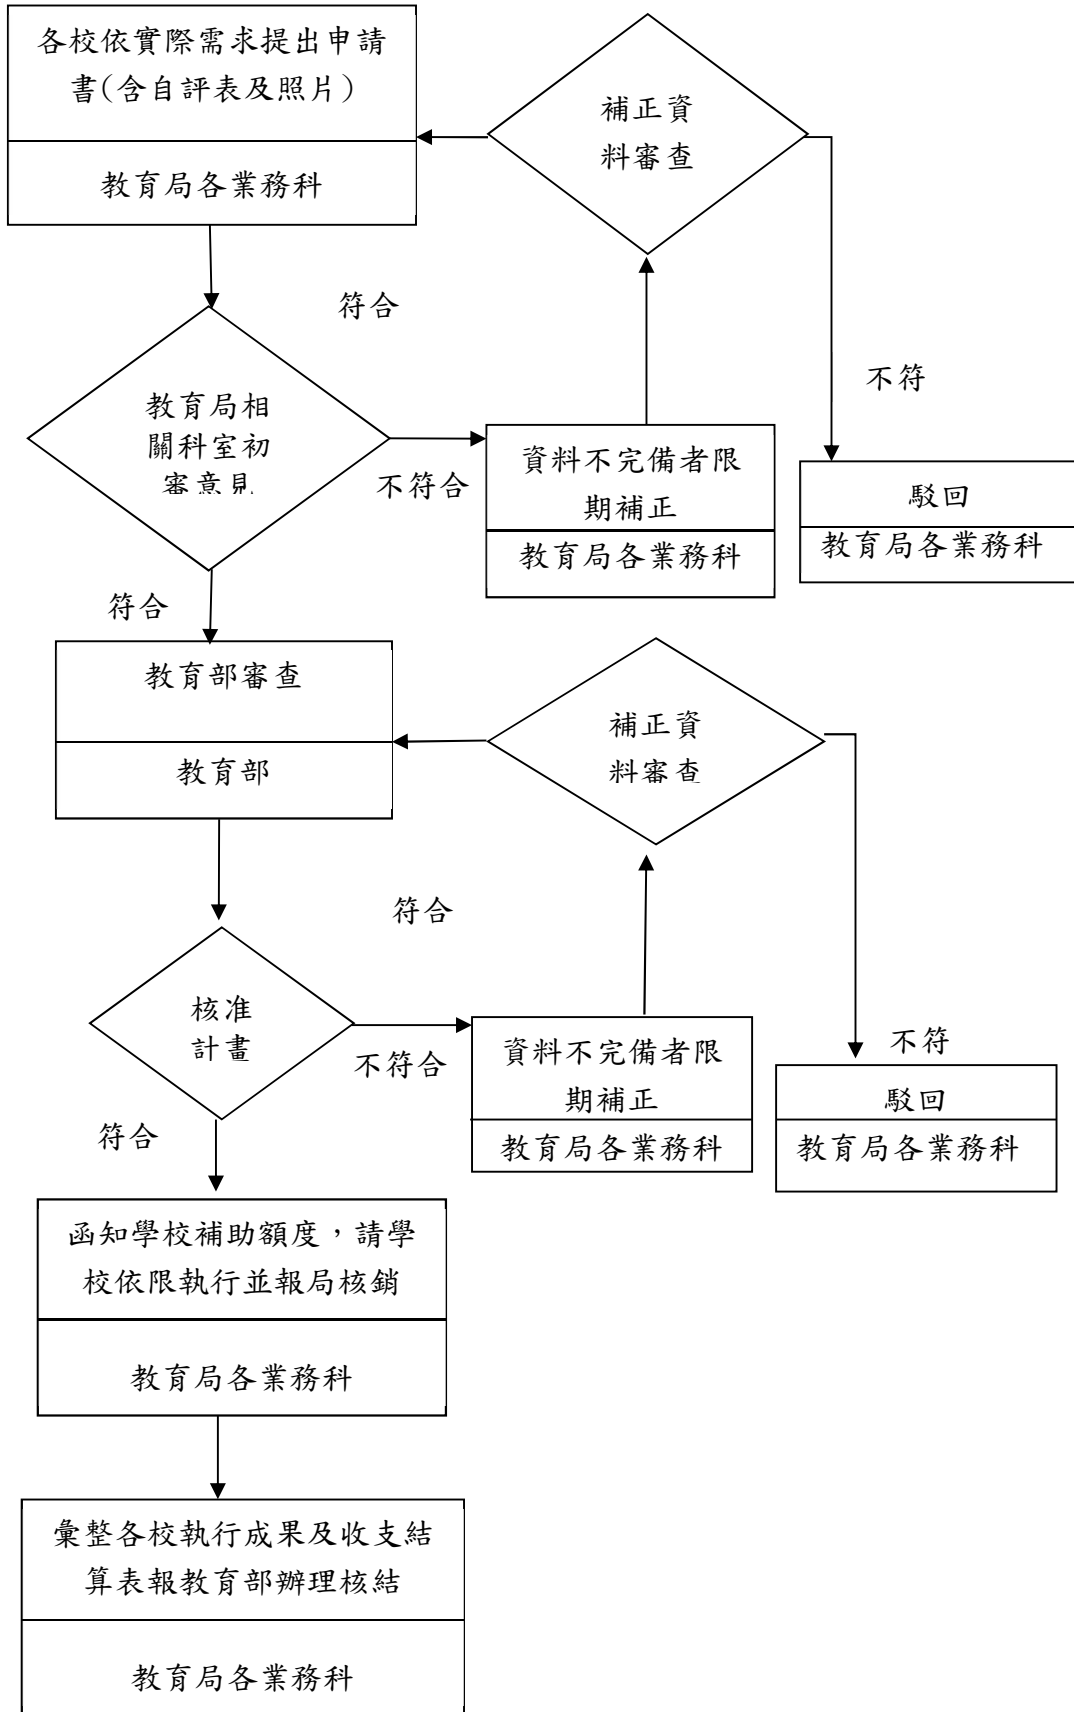 各校依實際需求提出申請
書(含自評表及照片)
教育局各業務科
補正資
料審查
符合
不符
教育局相
關科室初
審意見
不符合
資料不完備者限
期補正
教育局各業務科
駁回
教育局各業務科
符合
教育部審查
教育部
補正資
料審查
符合
核准
計畫
不符合
資料不完備者限
期補正
教育局各業務科
不符
駁回
教育局各業務科
符合
函知學校補助額度，請學
校依限執行並報局核銷
教育局各業務科
彙整各校執行成果及收支結
算表報教育部辦理核結
教育局各業務科